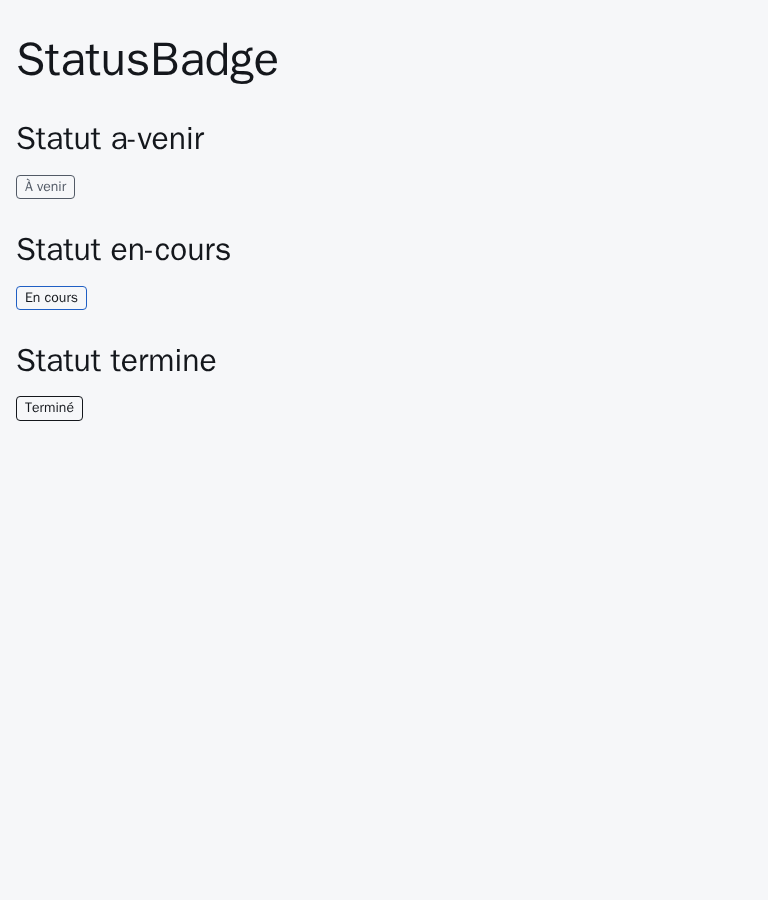 StatusBadge
Statut a-venir
À venir
Statut en-cours
En cours
Statut termine
Terminé